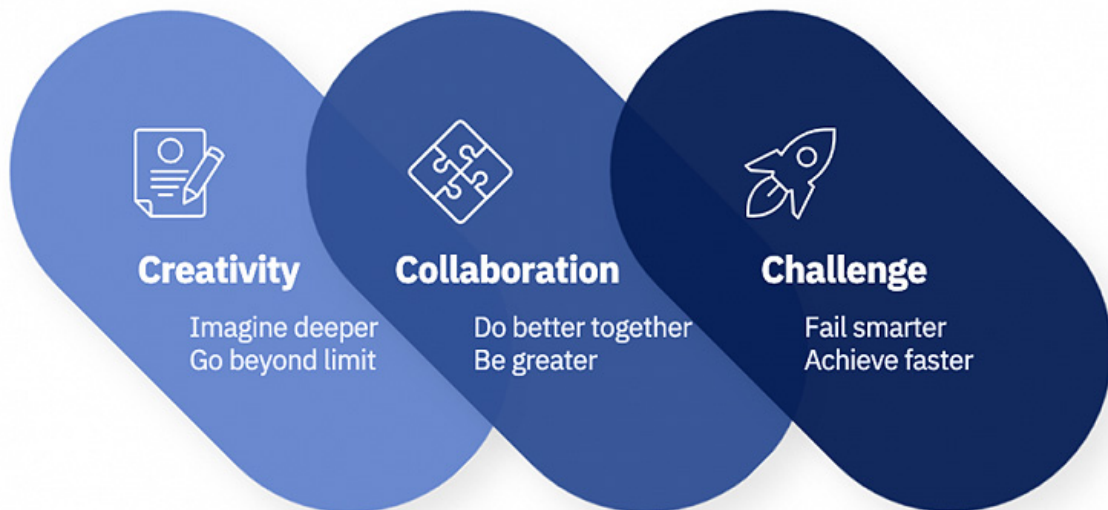 Creativity
Imagine deeper
Go beyond limit
Collaboration
Do better together
Be greater
Challenge
Fail smarter
Achieve faster